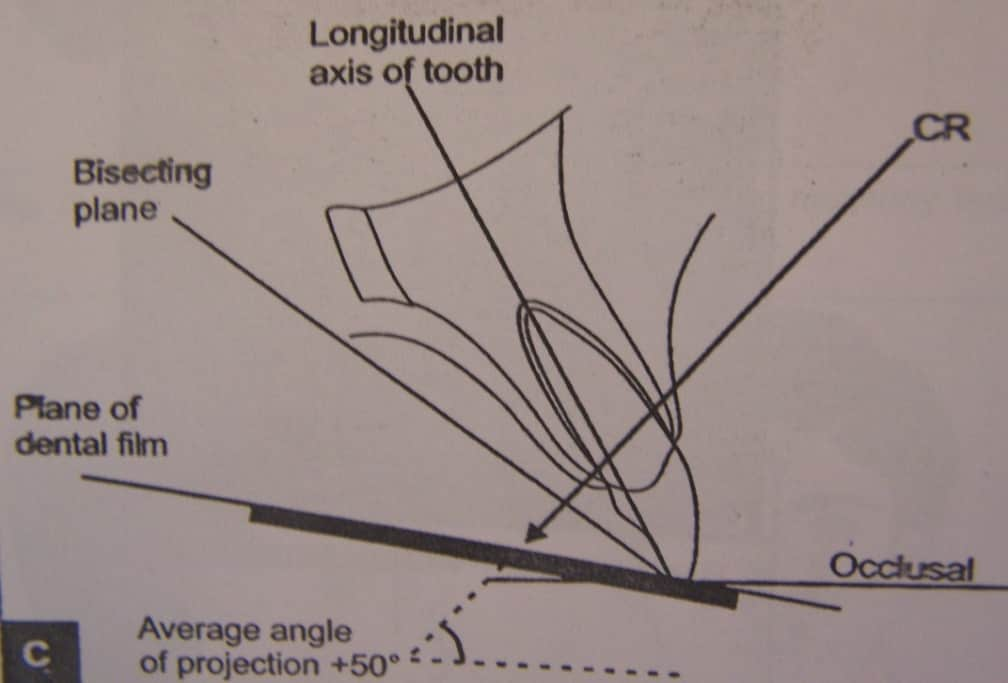 Longitudinal
axis of tooth
CR
Bisecting
plane
Plane of
dental film
Occlusal
Average angle
of projection +50°
C